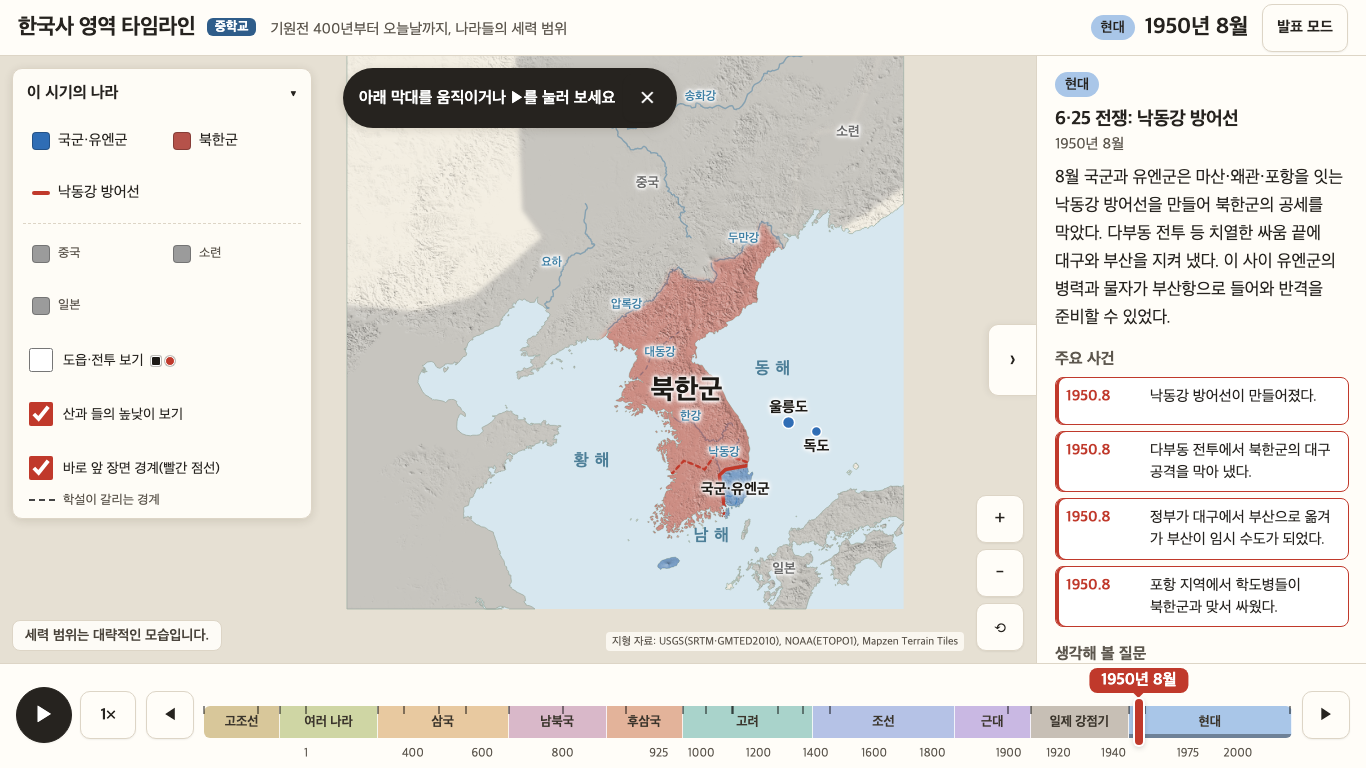 한국사 영역 타임라인
중학교
기원전 400년부터 오늘날까지, 나라들의 세력 범위
현대
1950년 8월
발표 모드
이 시기의 나라
▼
국군·유엔군
북한군
낙동강 방어선
중국
소련
일본
도읍·전투 보기
산과 들의 높낮이 보기
바로 앞 장면 경계(빨간 점선)
학설이 갈리는 경계
세력 범위는 대략적인 모습입니다.
아래 막대를 움직이거나 ▶를 눌러 보세요 ✕
송화강
소련
중국
두만강
요하
압록강
대동강
동 해
북한군
울릉도
한강
독도
낙동강
황 해
국군·유엔군
남 해
일본
›
+
−
⟲
지형 자료: USGS(SRTM·GMTED2010), NOAA(ETOPO1), Mapzen Terrain Tiles
현대
6·25 전쟁: 낙동강 방어선
1950년 8월
8월 국군과 유엔군은 마산·왜관·포항을 잇는
낙동강 방어선을 만들어 북한군의 공세를
막았다. 다부동 전투 등 치열한 싸움 끝에
대구와 부산을 지켜 냈다. 이 사이 유엔군의
병력과 물자가 부산항으로 들어와 반격을
준비할 수 있었다.
주요 사건
1950.8 낙동강 방어선이 만들어졌다.
1950.8 다부동 전투에서 북한군의 대구
공격을 막아 냈다.
1950.8 정부가 대구에서 부산으로 옮겨
가 부산이 임시 수도가 되었다.
1950.8 포항 지역에서 학도병들이
북한군과 맞서 싸웠다.
생각해 볼 질문
1950년 8월
1×
고조선 여러 나라 삼국 남북국 후삼국 고려 조선 근대 일제 강점기 현대
1 400 600 800 925 1000 1200 1400 1600 1800 1900 1920 1940 1975 2000